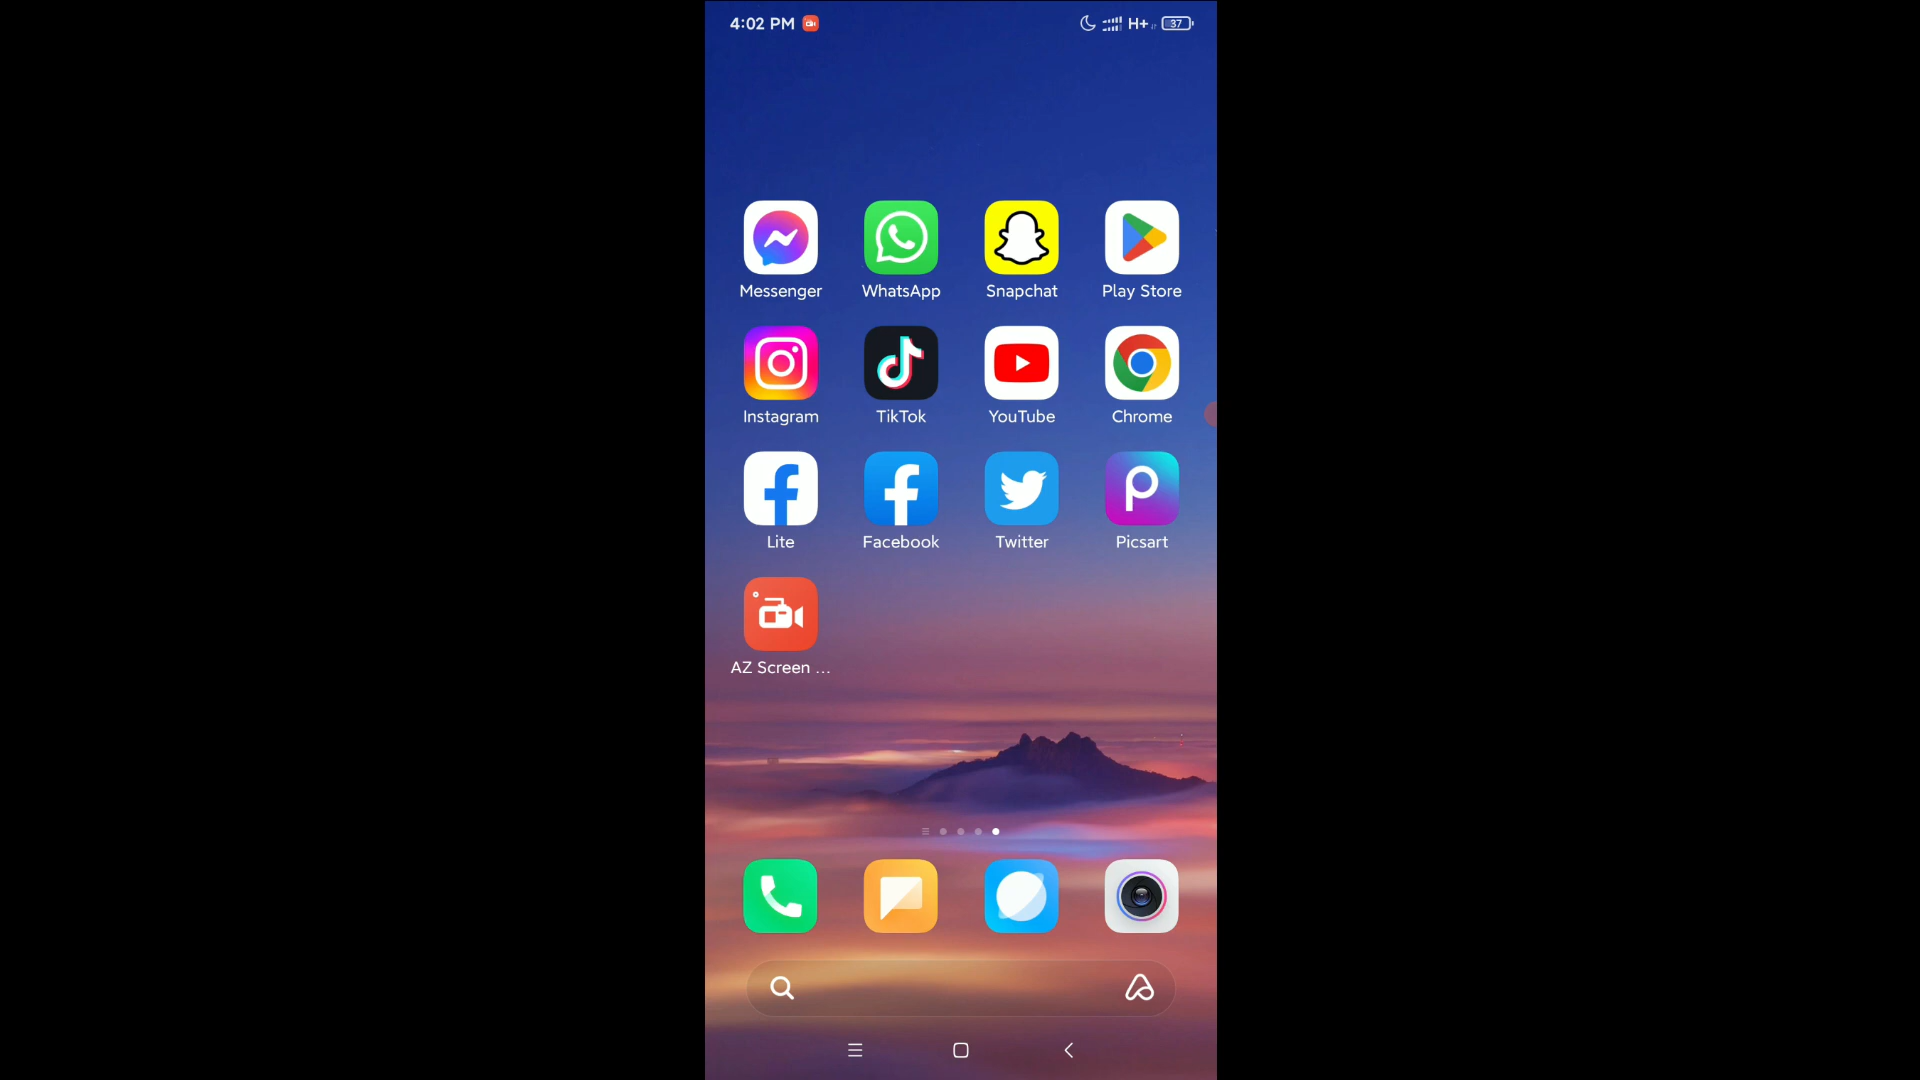 4:02 PM H+ 37
Messenger WhatsApp Snapchat Play Store
Instagram TikTok YouTube Chrome
Lite Facebook Twitter Picsart
AZ Screen ...